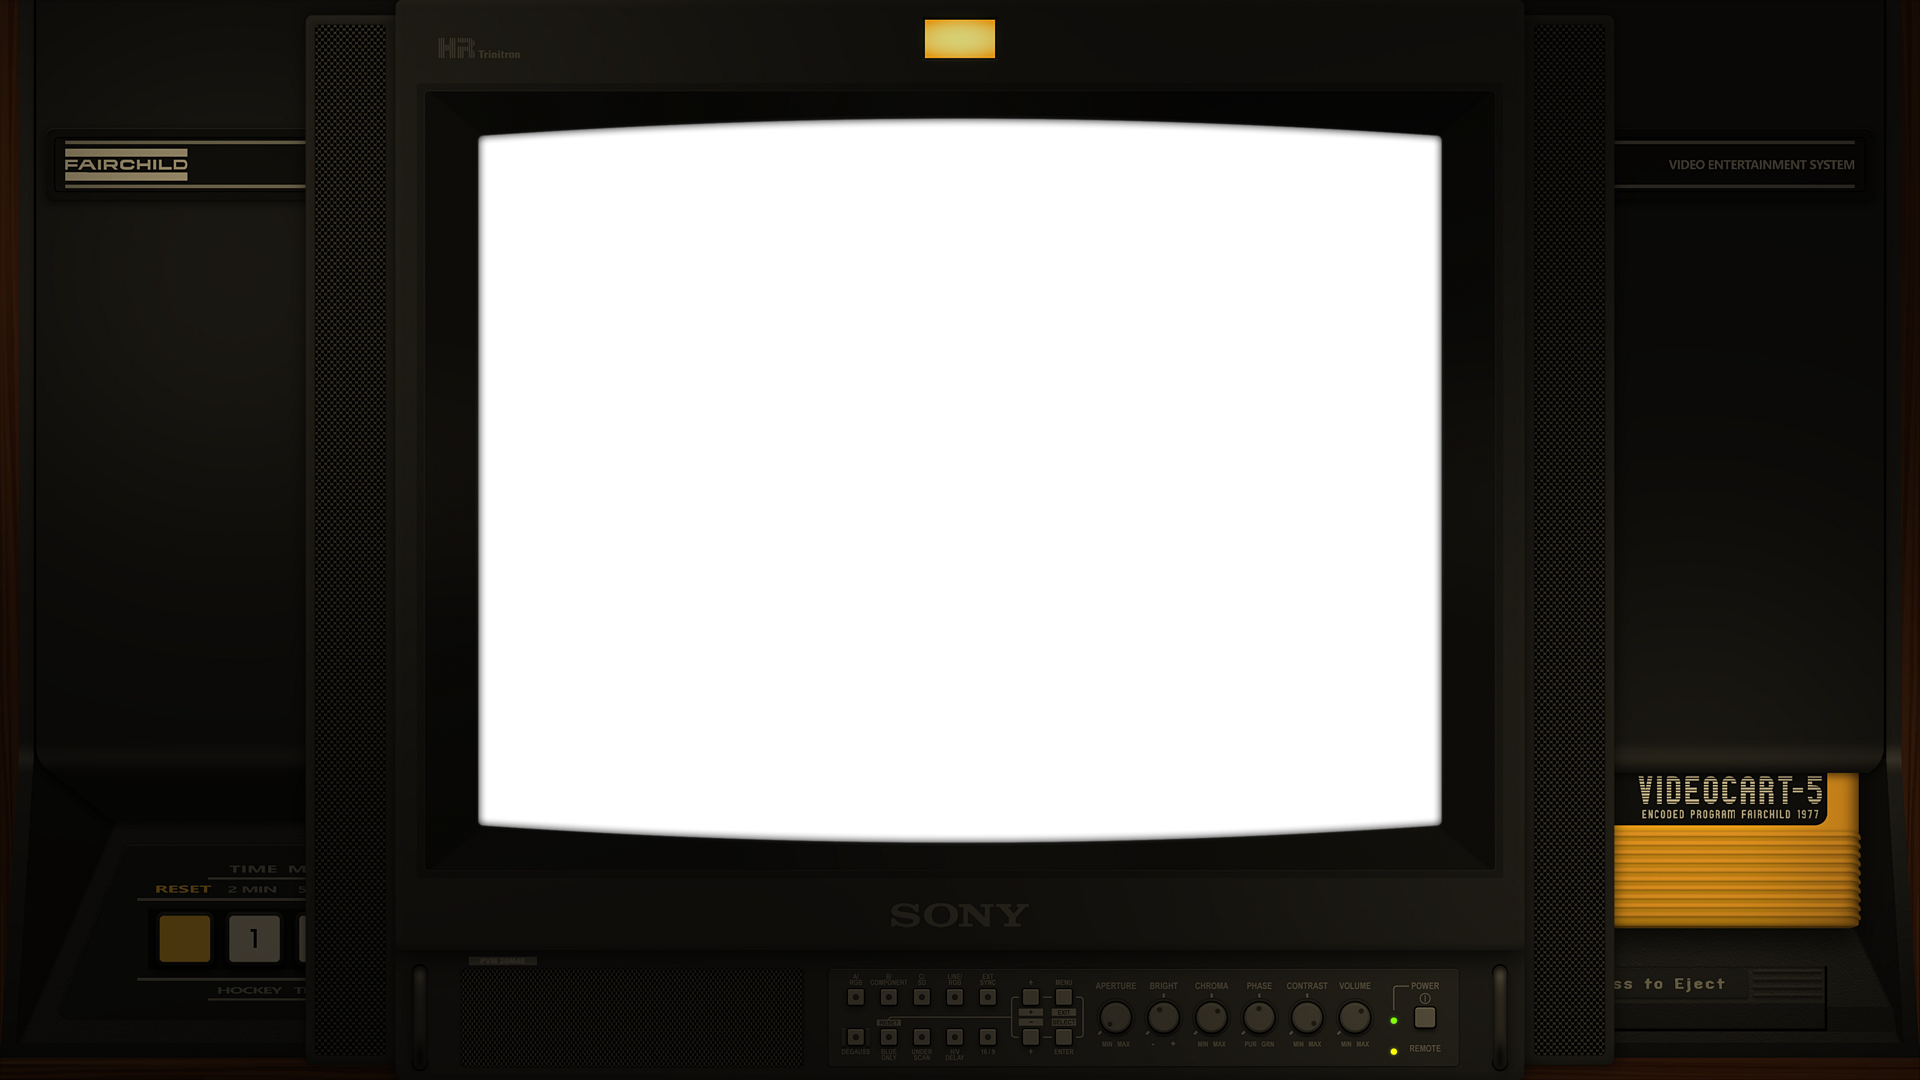 HR Trinitron
FAIRCHILD
VIDEO ENTERTAINMENT SYSTEM
VIDEOCART-5
ENCODED PROGRAM FAIRCHILD 1977
TIME M
RESET 2 MIN 5
1
HOCKEY T
SONY
A/ RGB
B/ COMPONENT
C/ SD
LINE/ RGB
EXT SYNC
MENU
APERTURE BRIGHT CHROMA PHASE CONTRAST VOLUME
POWER
RESET
EXIT
SELECT
DEGAUSS
BLUE ONLY
UNDER SCAN
H/V DELAY
16/9
ENTER
MIN MAX - + MIN MAX PUR GRN MIN MAX MIN MAX
REMOTE
ss to Eject